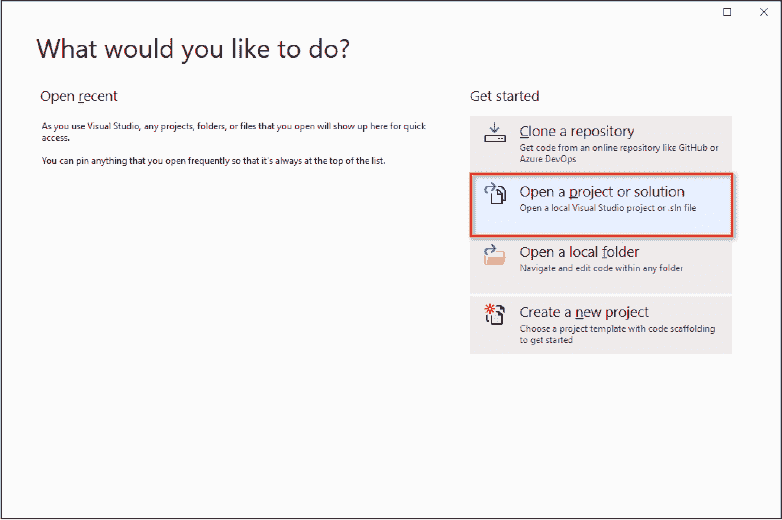 What would you like to do?
Open recent
As you use Visual Studio, any projects, folders, or files that you open will show up here for quick
access.
You can pin anything that you open frequently so that it's always at the top of the list.
Get started
Clone a repository
Get code from an online repository like GitHub or
Azure DevOps
Open a project or solution
Open a local Visual Studio project or .sln file
Open a local folder
Navigate and edit code within any folder
Create a new project
Choose a project template with code scaffolding
to get started